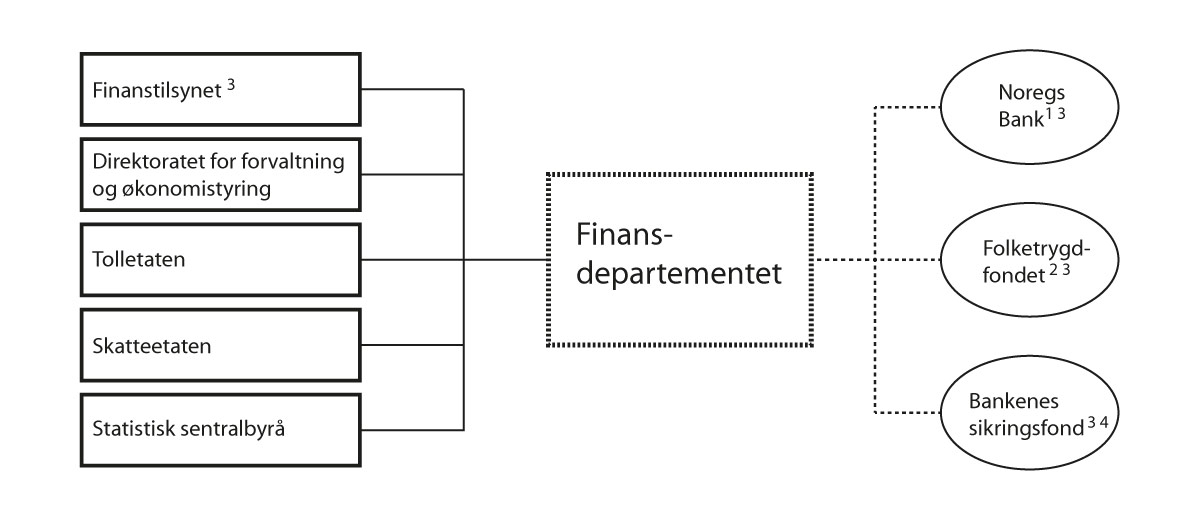 Finanstilsynet 3
Direktoratet for forvaltning
og økonomistyring
Tolletaten
Skatteetaten
Statistisk sentralbyrå
Finans-
departementet
Noregs
Bank1 3
Folketrygd-
fondet 2 3
Bankenes
sikringsfond 3 4